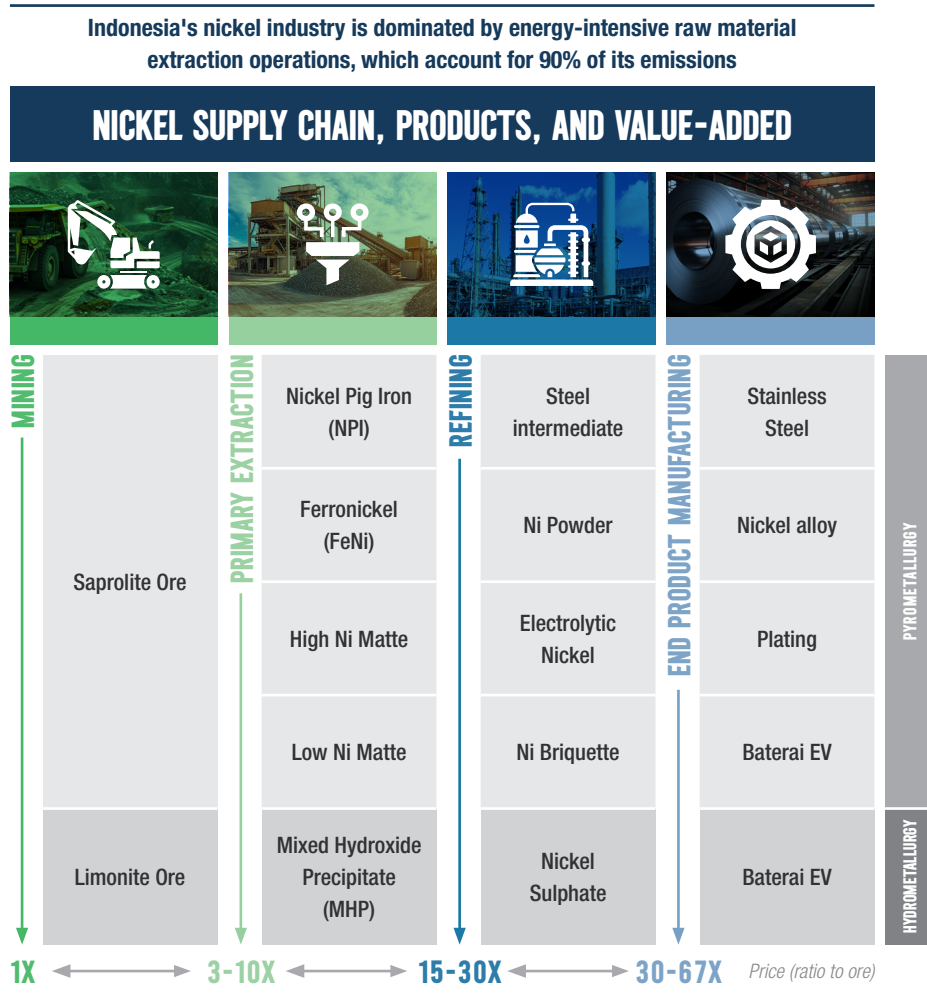 Indonesia's nickel industry is dominated by energy-intensive raw material
extraction operations, which account for 90% of its emissions
NICKEL SUPPLY CHAIN, PRODUCTS, AND VALUE-ADDED
MINING
Saprolite Ore
Limonite Ore
PRIMARY EXTRACTION
Nickel Pig Iron
(NPI)
Ferronickel
(FeNi)
High Ni Matte
Low Ni Matte
Mixed Hydroxide
Precipitate
(MHP)
REFINING
Steel
intermediate
Ni Powder
Electrolytic
Nickel
Ni Briquette
Nickel
Sulphate
END PRODUCT MANUFACTURING
Stainless
Steel
Nickel alloy
Plating
Baterai EV
Baterai EV
PYROMETALLURGY
HYDROMETALLURGY
1X
3-10X
15-30X
30-67X
Price (ratio to ore)